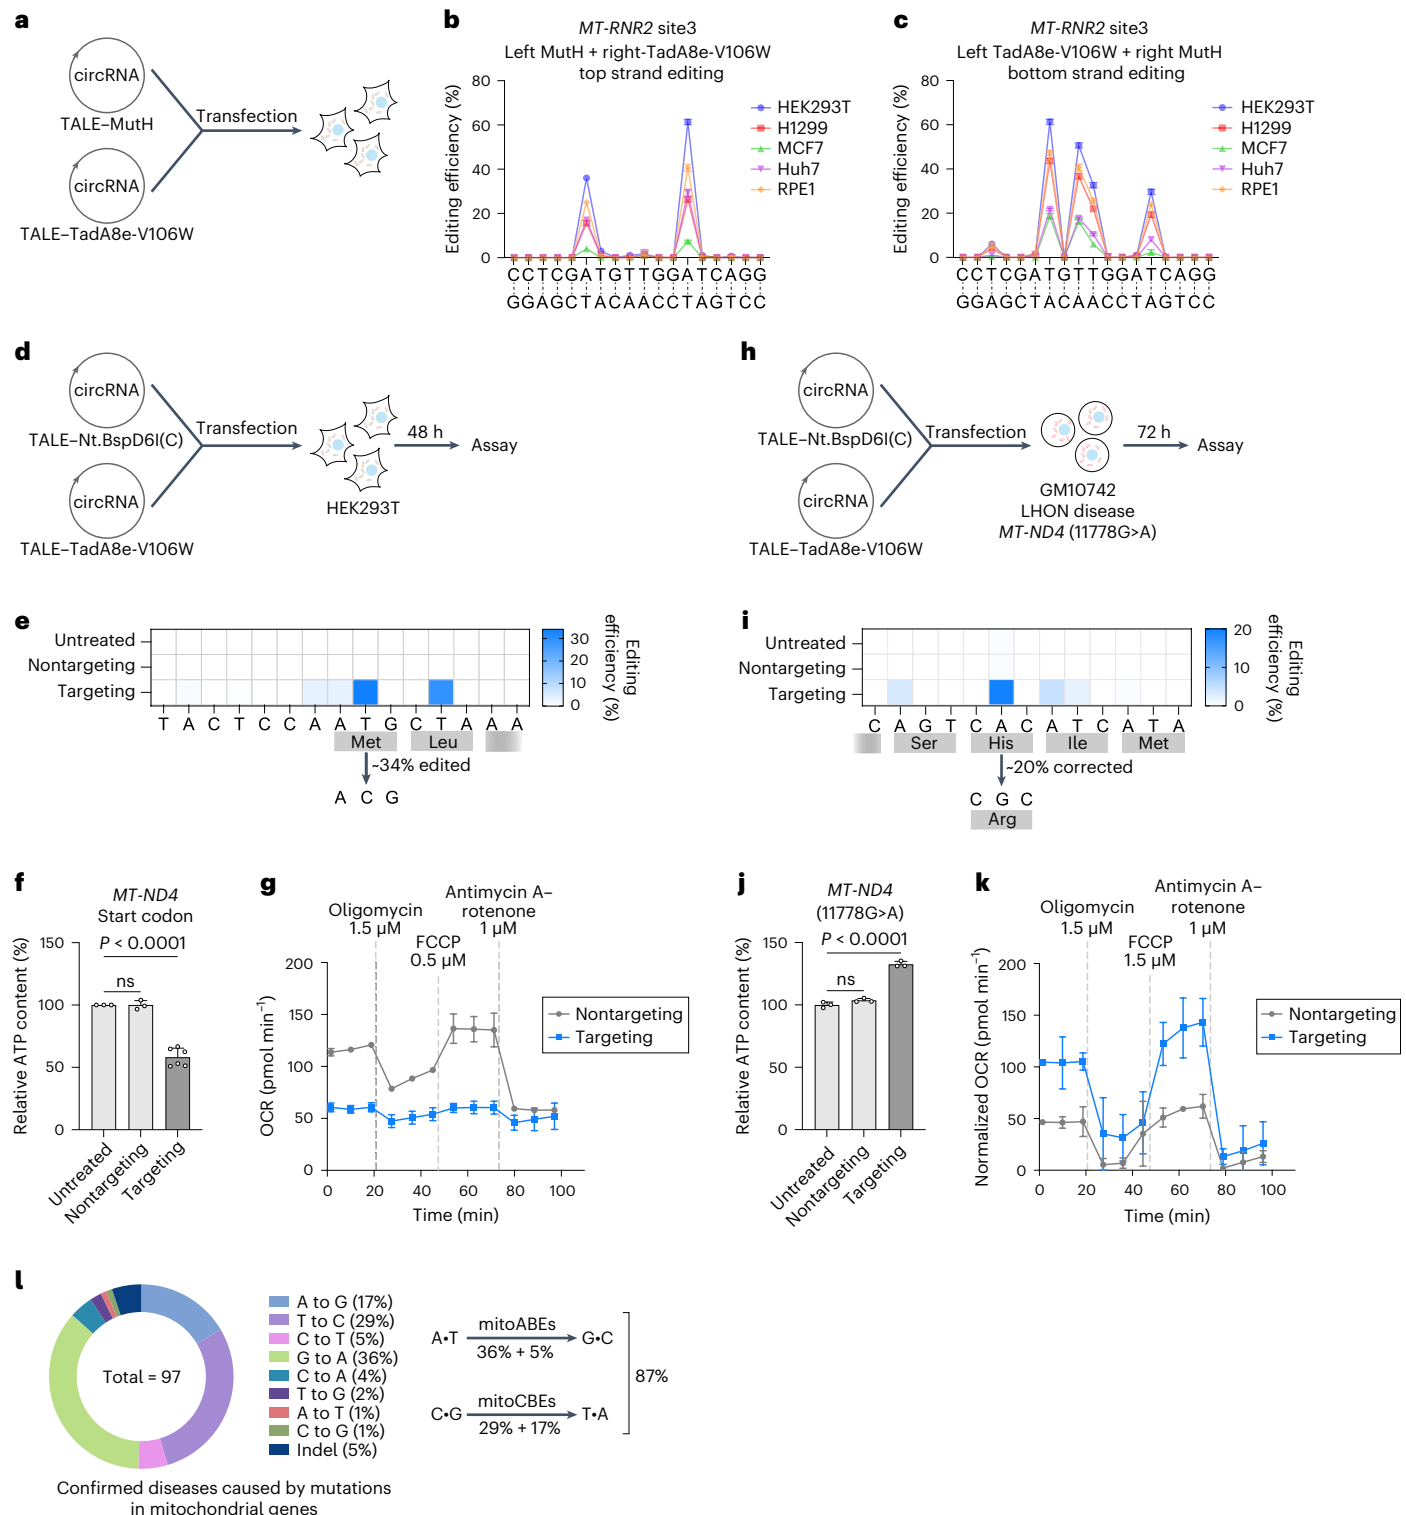 a
circRNA
TALE–MutH
circRNA
TALE–TadA8e-V106W
Transfection
b
MT-RNR2 site3
Left MutH + right-TadA8e-V106W
top strand editing
Editing efficiency (%)
80
60
40
20
0
HEK293T
H1299
MCF7
Huh7
RPE1
C C T C G A T G T T G G A T C A G G
G G A G C T A C A A C C T A G T C C
c
MT-RNR2 site3
Left TadA8e-V106W + right MutH
bottom strand editing
Editing efficiency (%)
80
60
40
20
0
HEK293T
H1299
MCF7
Huh7
RPE1
C C T C G A T G T T G G A T C A G G
G G A G C T A C A A C C T A G T C C
d
circRNA
TALE–Nt.BspD6I(C)
circRNA
TALE–TadA8e-V106W
Transfection
HEK293T
48 h
Assay
h
circRNA
TALE–Nt.BspD6I(C)
circRNA
TALE–TadA8e-V106W
Transfection
GM10742
LHON disease
MT-ND4 (11778G>A)
72 h
Assay
e
Untreated
Nontargeting
Targeting
30
20
10
0
Editing
efficiency (%)
T A C T C C A A T G C T A A A
Met Leu
~34% edited
A C G
i
Untreated
Nontargeting
Targeting
20
10
0
Editing
efficiency (%)
C A G T C A C A T C A T A
Ser His Ile Met
~20% corrected
C G C
Arg
f
MT-ND4
Start codon
P < 0.0001
ns
Relative ATP content (%)
150
100
50
0
Untreated
Nontargeting
Targeting
g
Oligomycin
1.5 µM
FCCP
0.5 µM
Antimycin A–
rotenone
1 µM
OCR (pmol min−1)
200
150
100
50
0
0 20 40 60 80 100
Time (min)
Nontargeting
Targeting
j
MT-ND4
(11778G>A)
P < 0.0001
ns
Relative ATP content (%)
150
100
50
0
Untreated
Nontargeting
Targeting
k
Oligomycin
1.5 µM
FCCP
1.5 µM
Antimycin A–
rotenone
1 µM
Normalized OCR (pmol min−1)
200
150
100
50
0
0 20 40 60 80 100
Time (min)
Nontargeting
Targeting
l
Total = 97
Confirmed diseases caused by mutations
in mitochondrial genes
A to G (17%)
T to C (29%)
C to T (5%)
G to A (36%)
C to A (4%)
T to G (2%)
A to T (1%)
C to G (1%)
Indel (5%)
A•T
mitoABEs
36% + 5%
G•C
C•G
mitoCBEs
29% + 17%
T•A
87%